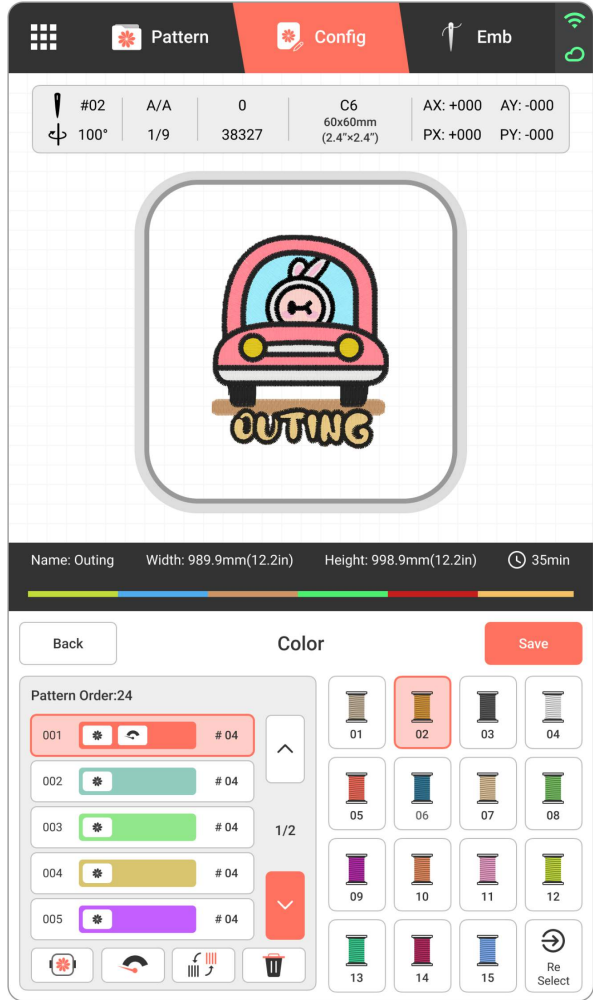 Pattern
Config
Emb
#02 A/A 0 C6 AX: +000 AY: -000
60x60mm
100° 1/9 38327 (2.4"×2.4") PX: +000 PY: -000
OUTING
Name: Outing Width: 989.9mm(12.2in) Height: 998.9mm(12.2in) 35min
Back
Color
Save
Pattern Order:24
001 # 04
002 # 04
003 # 04
004 # 04
005 # 04
1/2
01 02 03 04
05 06 07 08
09 10 11 12
13 14 15 Re
Select